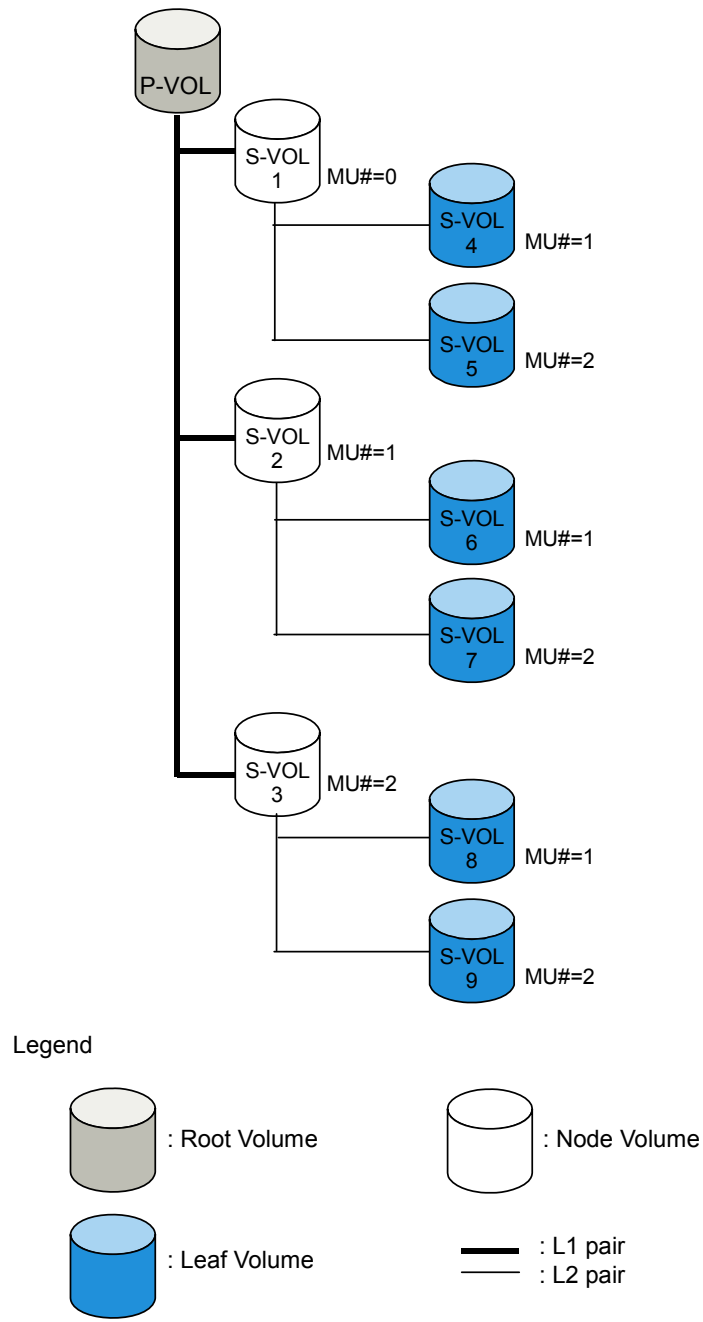 P-VOL
S-VOL
1
MU#=0
S-VOL
4
MU#=1
S-VOL
5
MU#=2
S-VOL
2
MU#=1
S-VOL
6
MU#=1
S-VOL
7
MU#=2
S-VOL
3
MU#=2
S-VOL
8
MU#=1
S-VOL
9
MU#=2
Legend
: Root Volume
: Node Volume
: Leaf Volume
: L1 pair
: L2 pair